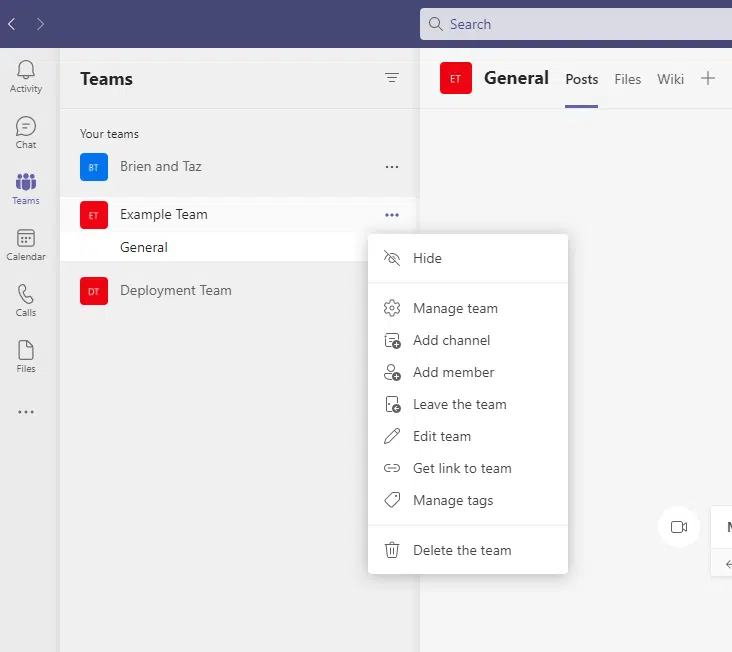 Search
Activity
Chat
Teams
Calendar
Calls
Files
Teams
Your teams
BT Brien and Taz
ET Example Team
General
DT Deployment Team
ET General Posts Files Wiki
Hide
Manage team
Add channel
Add member
Leave the team
Edit team
Get link to team
Manage tags
Delete the team